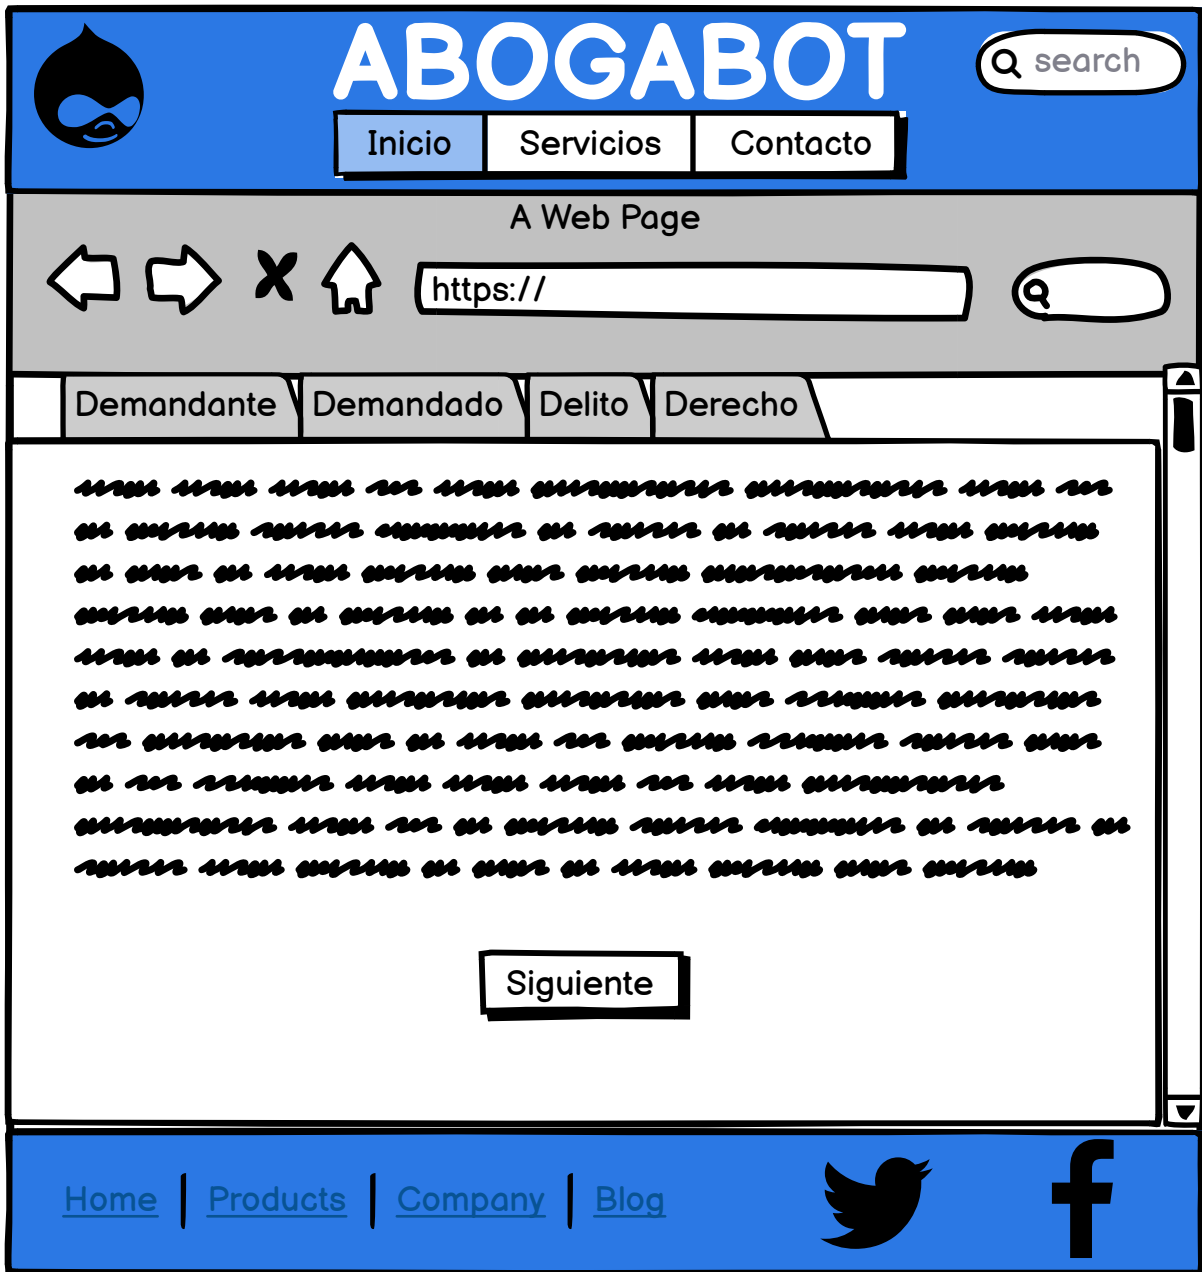 ABOGABOT
search
Inicio Servicios Contacto
A Web Page
https://
Demandante Demandado Delito Derecho
Siguiente
Home Products Company Blog